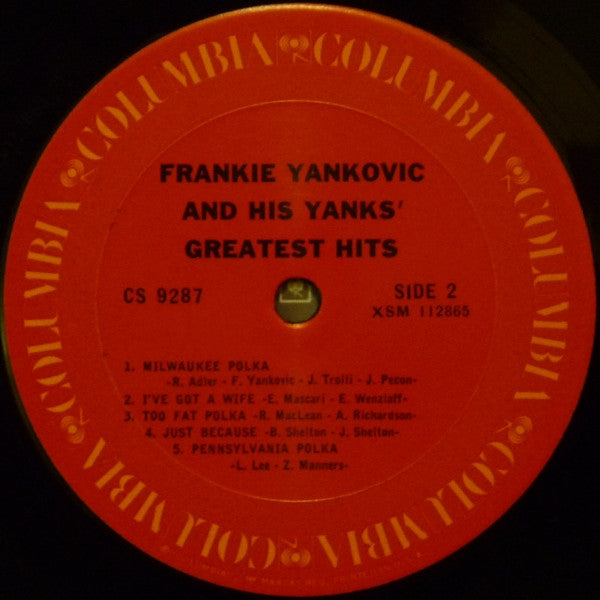 COLUMBIA COLUMBIA COLUMBIA COLUMBIA COLUMBIA COLUMBIA
FRANKIE YANKOVIC
AND HIS YANKS'
GREATEST HITS
CS 9287
SIDE 2
XSM 112865
1. MILWAUKEE POLKA
-R. Adler - F. Yankovic - J. Trolli - J. Pecon-
2. I'VE GOT A WIFE -E. Mascari - E. Wenzlaff-
3. TOO FAT POLKA -R. MacLean - A. Richardson-
4. JUST BECAUSE -B. Shelton - J. Shelton-
5. PENNSYLVANIA POLKA
-L. Lee - Z. Manners-